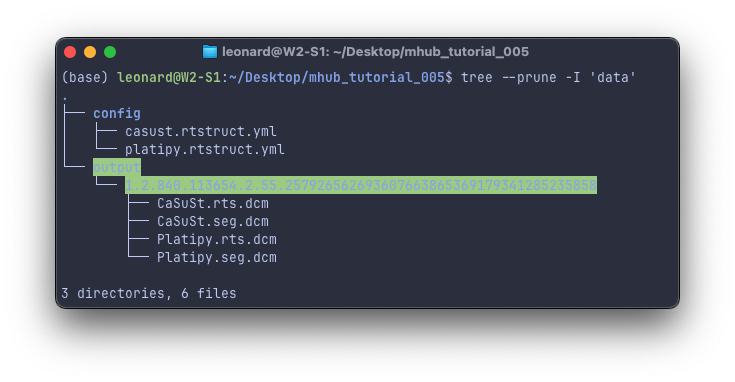 leonard@W2-S1: ~/Desktop/mhub_tutorial_005
(base) leonard@W2-S1:~/Desktop/mhub_tutorial_005$ tree --prune -I 'data'
.
├── config
│   ├── casust.rtstruct.yml
│   └── platipy.rtstruct.yml
└── output
    └── 1.2.840.113654.2.55.257926562693607663865369179341285235858
        ├── CaSuSt.rts.dcm
        ├── CaSuSt.seg.dcm
        ├── Platipy.rts.dcm
        └── Platipy.seg.dcm
3 directories, 6 files